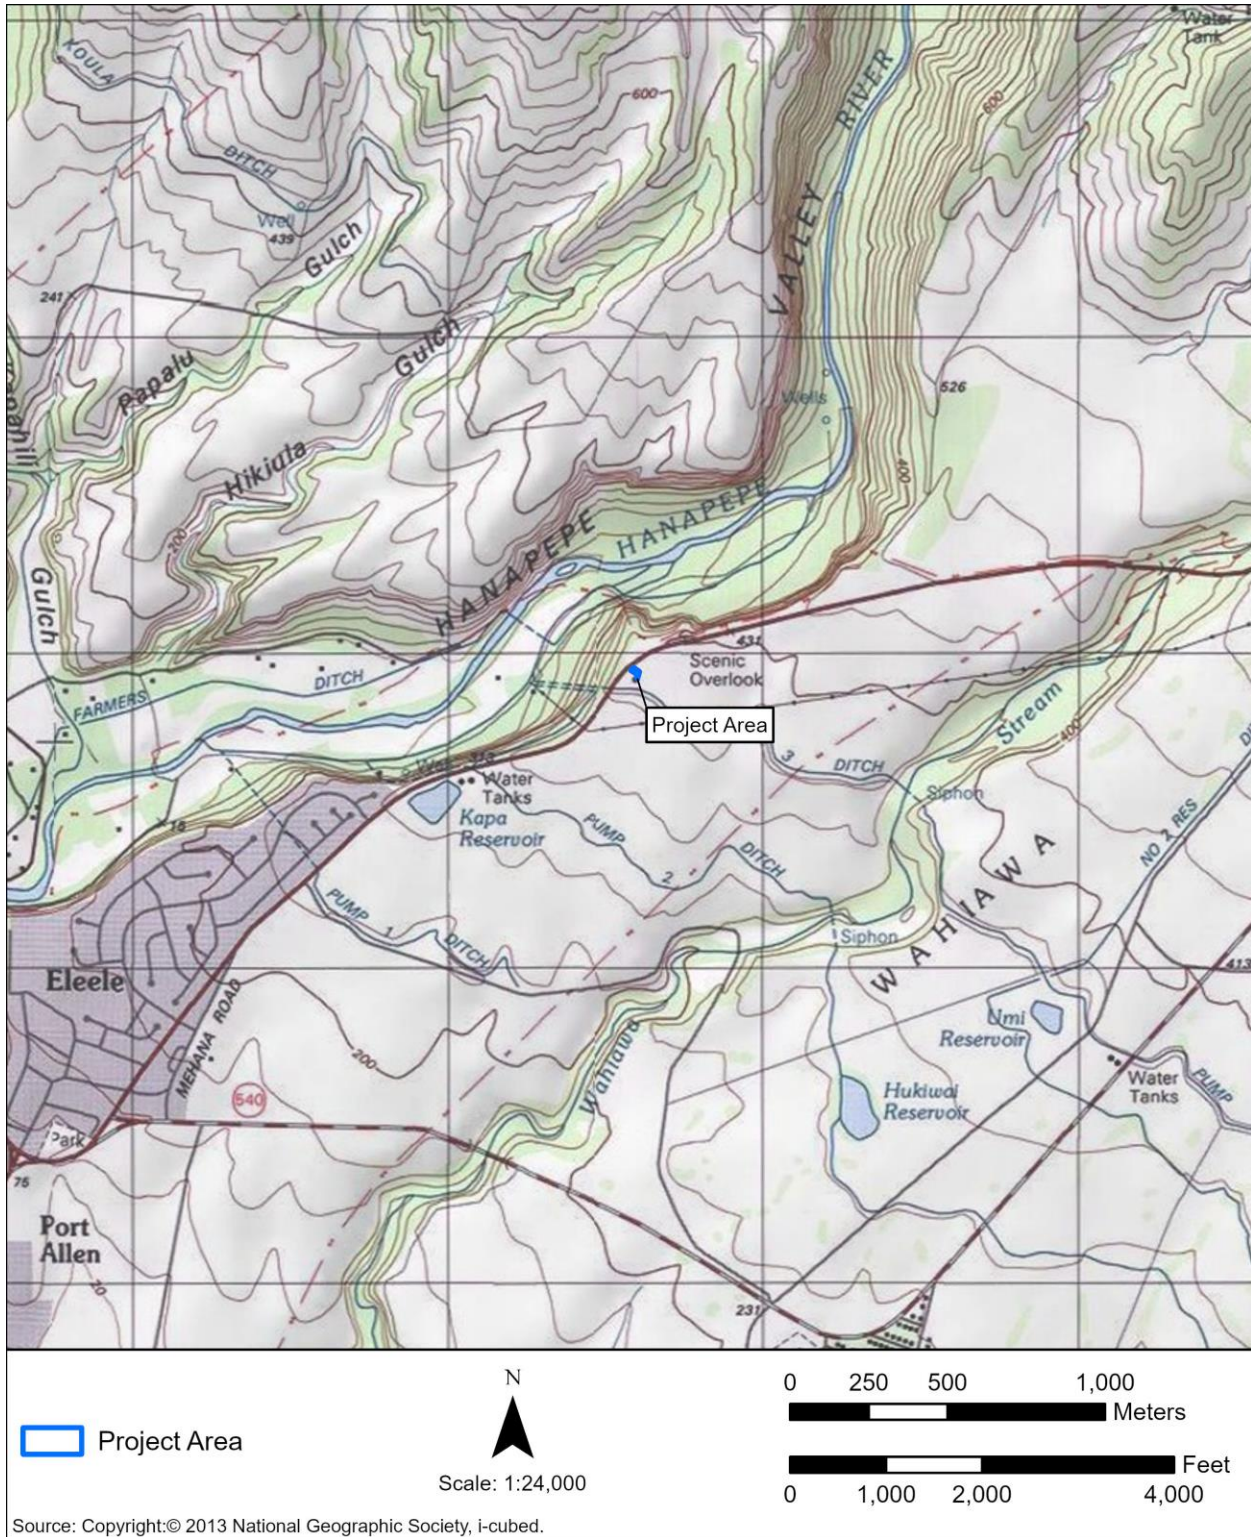 Water
Tank
KOULA
DITCH
600
600
RIVER
VALLEY
Well
439
Gulch
241
Papalu
Gulch
Hikiula
200
Wells
526
400
HANAPEPE
HANAPEPE
Gulch
431
Scenic
Overlook
FARMERS
DITCH
Project Area
Stream
400
3
DITCH
Siphon
Water
Tanks
Kapa
Reservoir
PUMP
2
DITCH
NO 2 RES
WAHIAWA
PUMP
1
DITCH
Siphon
Eleele
413
MEHANA ROAD
200
Umi
Reservoir
Wahiawa
540
Hukiwai
Reservoir
Water
Tanks
PUMP
Park
75
Port
Allen
231
N
Project Area
Scale: 1:24,000
0 250 500 1,000
Meters
Feet
0 1,000 2,000 4,000
Source: Copyright:© 2013 National Geographic Society, i-cubed.